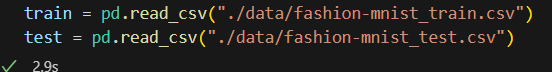 train = pd.read_csv("./data/fashion-mnist_train.csv")
test = pd.read_csv("./data/fashion-mnist_test.csv")
✓ 2.9s